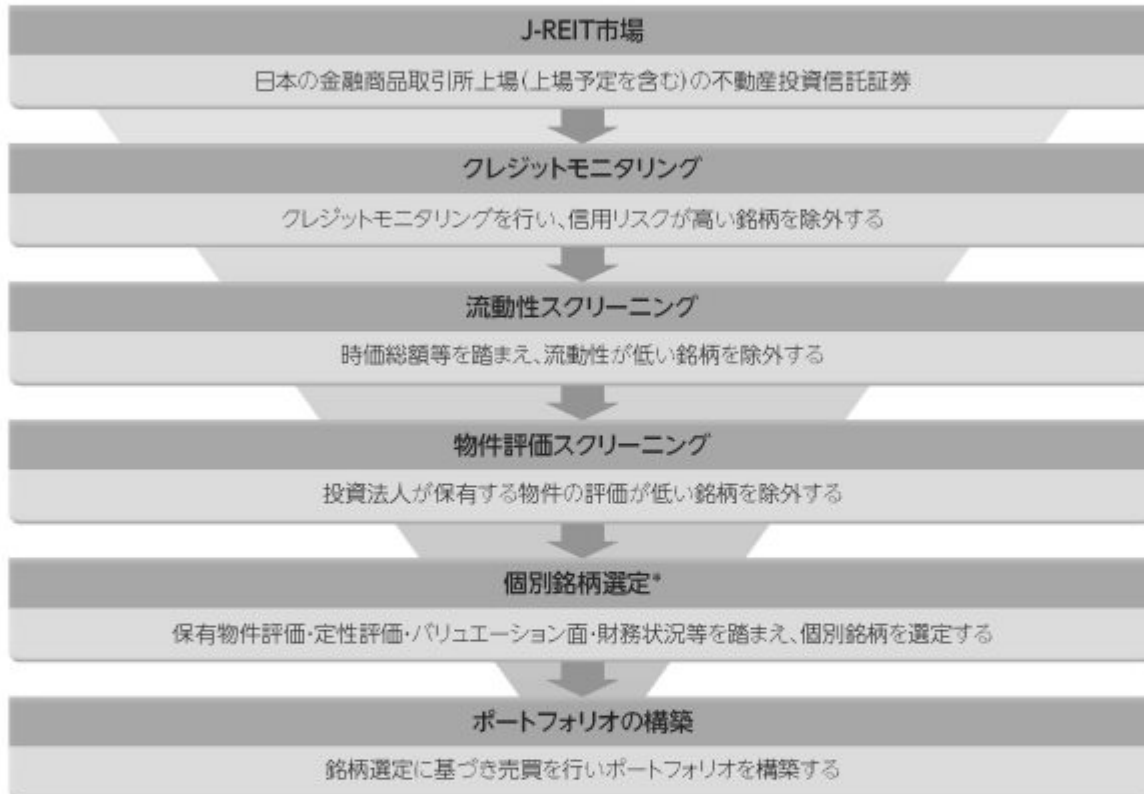 J-REIT市場
日本の金融商品取引所上場(上場予定を含む)の不動産投資信託証券
クレジットモニタリング
クレジットモニタリングを行い、信用リスクが高い銘柄を除外する
流動性スクリーニング
時価総額等を踏まえ、流動性が低い銘柄を除外する
物件評価スクリーニング
投資法人が保有する物件の評価が低い銘柄を除外する
個別銘柄選定*
保有物件評価・定性評価・バリュエーション面・財務状況等を踏まえ、個別銘柄を選定する
ポートフォリオの構築
銘柄選定に基づき売買を行いポートフォリオを構築する